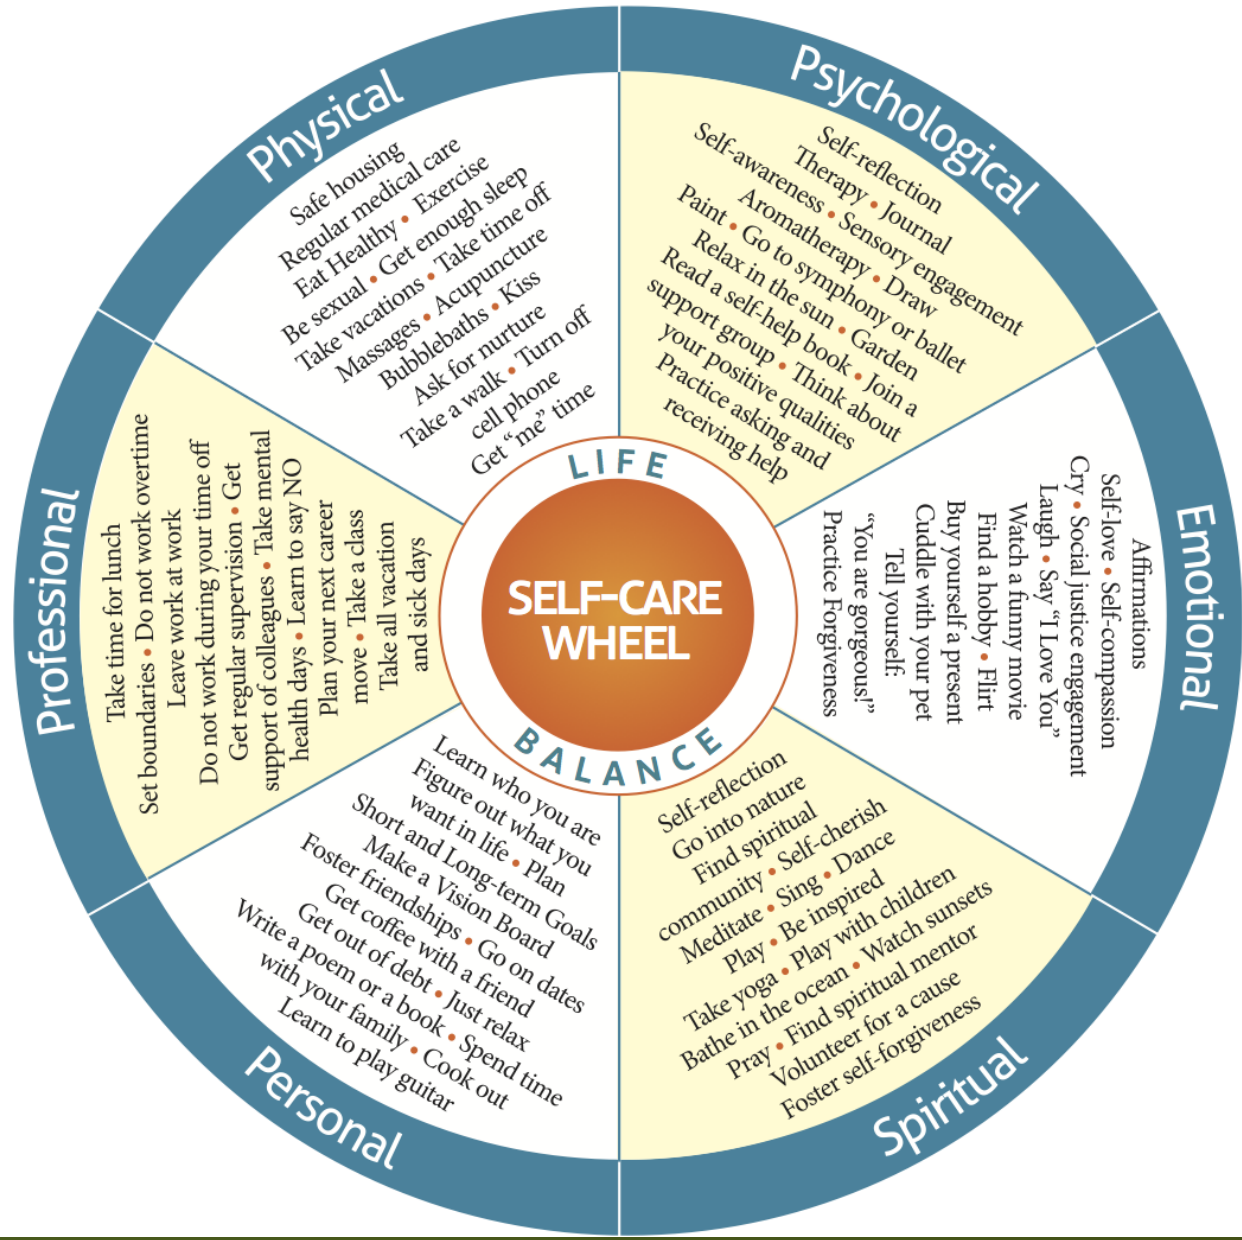 Physical
Safe housing
Regular medical care
Eat Healthy • Exercise
Be sexual • Get enough sleep
Take vacations • Take time off
Massages • Acupuncture
Bubblebaths • Kiss
Ask for nurture
Take a walk • Turn off
cell phone
Get “me” time
Psychological
Self-reflection
Therapy • Journal
Self-awareness • Sensory engagement
Aromatherapy • Draw
Paint • Go to symphony or ballet
Relax in the sun • Garden
Read a self-help book • Join a
support group • Think about
your positive qualities
Practice asking and
receiving help
Emotional
Affirmations
Self-love • Self-compassion
Cry • Social justice engagement
Laugh • Say “I Love You”
Watch a funny movie
Find a hobby • Flirt
Buy yourself a present
Cuddle with your pet
Tell yourself:
“You are gorgeous!”
Practice Forgiveness
Spiritual
Self-reflection
Go into nature
Find spiritual
community • Self-cherish
Meditate • Sing • Dance
Play • Be inspired
Take yoga • Play with children
Bathe in the ocean • Watch sunsets
Pray • Find spiritual mentor
Volunteer for a cause
Foster self-forgiveness
Personal
Learn who you are
Figure out what you
want in life • Plan
Short and Long-term Goals
Make a Vision Board
Foster friendships • Go on dates
Get coffee with a friend
Get out of debt • Just relax
Write a poem or a book • Spend time
with your family • Cook out
Learn to play guitar
Professional
Take time for lunch
Set boundaries • Do not work overtime
Leave work at work
Do not work during your time off
Get regular supervision • Get
support of colleagues • Take mental
health days • Learn to say NO
Plan your next career
move • Take a class
Take all vacation
and sick days
LIFE
SELF-CARE
WHEEL
BALANCE